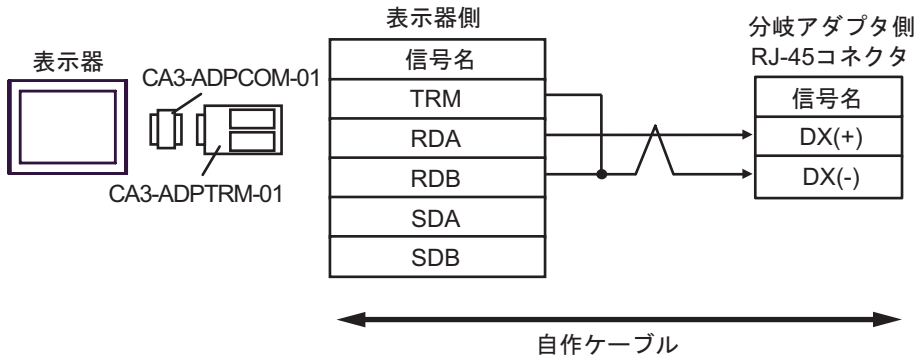 表示器
CA3-ADPCOM-01
CA3-ADPTRM-01
表示器側
信号名
TRM
RDA
RDB
SDA
SDB
分岐アダプタ側
RJ-45コネクタ
信号名
DX(+)
DX(-)
自作ケーブル